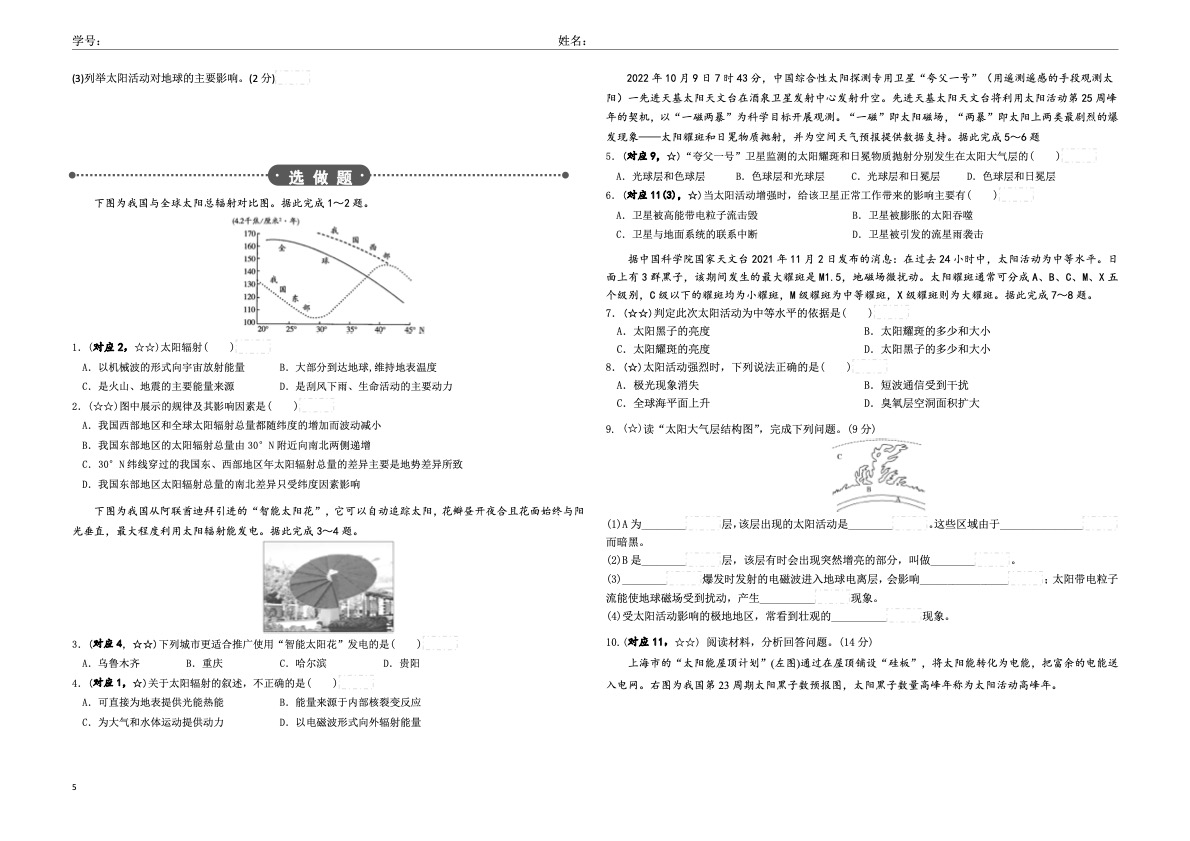 学号：
姓名：
(3)列举太阳活动对地球的主要影响。(2 分)
选 做 题
下图为我国与全球太阳总辐射对比图。据此完成 1～2 题。
(4.2千焦/厘米²·年)
170
160
150
140
130
120
110
100
全 球
我 国 西 部
我 国 东 部
20° 25° 30° 35° 40° 45° N
1．(对应 2，☆☆)太阳辐射(　　)
A．以机械波的形式向宇宙放射能量　　B．大部分到达地球,维持地表温度
C．是火山、地震的主要能量来源　　D．是刮风下雨、生命活动的主要动力
2．(☆☆)图中展示的规律及其影响因素是(　　)
A．我国西部地区和全球太阳辐射总量都随纬度的增加而波动减小
B．我国东部地区的太阳辐射总量由 30°N 附近向南北两侧递增
C．30°N 纬线穿过的我国东、西部地区年太阳辐射总量的差异主要是地势差异所致
D．我国东部地区太阳辐射总量的南北差异只受纬度因素影响
下图为我国从阿联酋迪拜引进的“智能太阳花”，它可以自动追踪太阳，花瓣昼开夜合且花面始终与阳
光垂直，最大程度利用太阳辐射能发电。据此完成 3～4 题。
3．(对应 4，☆☆)下列城市更适合推广使用“智能太阳花”发电的是(　　)
A．乌鲁木齐　　B．重庆　　C．哈尔滨　　D．贵阳
4．(对应 1，☆)关于太阳辐射的叙述，不正确的是(　　)
A．可直接为地表提供光能热能　　B．能量来源于内部核裂变反应
C．为大气和水体运动提供动力　　D．以电磁波形式向外辐射能量
5
2022 年 10 月 9 日 7 时 43 分，中国综合性太阳探测专用卫星“夸父一号”（用遥测遥感的手段观测太
阳）一先进天基太阳天文台在酒泉卫星发射中心发射升空。先进天基太阳天文台将利用太阳活动第 25 周峰
年的契机，以“一磁两暴”为科学目标开展观测。“一磁”即太阳磁场，“两暴”即太阳上两类最剧烈的爆
发现象——太阳耀斑和日冕物质抛射，并为空间天气预报提供数据支持。据此完成 5～6 题
5．(对应 9，☆)“夸父一号”卫星监测的太阳耀斑和日冕物质抛射分别发生在太阳大气层的(　　)
A．光球层和色球层　　B．色球层和光球层　　C．光球层和日冕层　　D．色球层和日冕层
6．(对应 11(3)，☆)当太阳活动增强时，给该卫星正常工作带来的影响主要有(　　)
A．卫星被高能带电粒子流击毁　　B．卫星被膨胀的太阳吞噬
C．卫星与地面系统的联系中断　　D．卫星被引发的流星雨袭击
据中国科学院国家天文台 2021 年 11 月 2 日发布的消息：在过去 24 小时中，太阳活动为中等水平。日
面上有 3 群黑子，该期间发生的最大耀斑是 M1.5，地磁场微扰动。太阳耀斑通常可分成 A、B、C、M、X 五
个级别，C 级以下的耀斑均为小耀斑，M 级耀斑为中等耀斑，X 级耀斑则为大耀斑。据此完成 7～8 题。
7．(☆☆)判定此次太阳活动为中等水平的依据是(　　)
A．太阳黑子的亮度　　B．太阳耀斑的多少和大小
C．太阳耀斑的亮度　　D．太阳黑子的多少和大小
8．(☆)太阳活动强烈时，下列说法正确的是(　　)
A．极光现象消失　　B．短波通信受到干扰
C．全球海平面上升　　D．臭氧层空洞面积扩大
9. (☆)读“太阳大气层结构图”，完成下列问题。(9 分)
C
B
A
(1)A 为________层,该层出现的太阳活动是________。这些区域由于_______________
而暗黑。
(2)B 是________层，该层有时会出现突然增亮的部分，叫做________。
(3)________爆发时发射的电磁波进入地球电离层,会影响________________；太阳带电粒子
流能使地球磁场受到扰动，产生__________现象。
(4)受太阳活动影响的极地地区，常看到壮观的__________现象。
10.(对应 11，☆☆) 阅读材料，分析回答问题。(14 分)
上海市的“太阳能屋顶计划”(左图)通过在屋顶铺设“硅板”，将太阳能转化为电能，把富余的电能送
入电网。右图为我国第 23 周期太阳黑子数预报图，太阳黑子数量高峰年称为太阳活动高峰年。